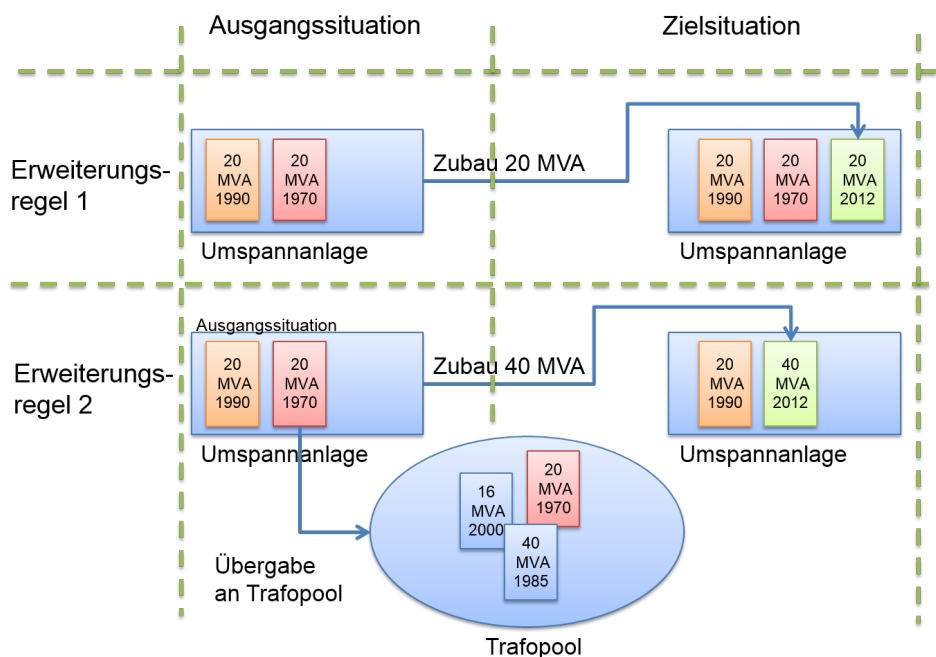 Ausgangssituation
Zielsituation
Erweiterungs-
regel 1
20
MVA
1990
20
MVA
1970
Umspannanlage
Zubau 20 MVA
20
MVA
1990
20
MVA
1970
20
MVA
2012
Umspannanlage
Erweiterungs-
regel 2
Ausgangssituation
20
MVA
1990
20
MVA
1970
Umspannanlage
Zubau 40 MVA
20
MVA
1990
40
MVA
2012
Umspannanlage
Übergabe
an Trafopool
16
MVA
2000
20
MVA
1970
40
MVA
1985
Trafopool